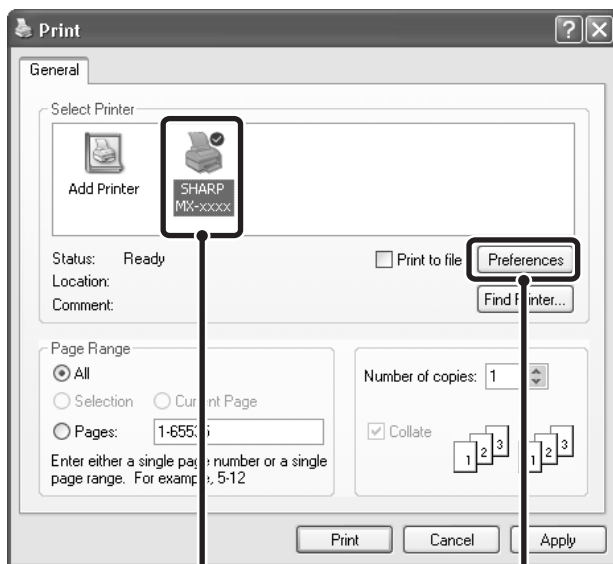 Print
General
Select Printer
Add Printer
SHARP
MX-xxxx
Status: Ready
Location:
Comment:
Print to file
Preferences
Find Printer...
Page Range
All
Selection
Current Page
Pages: 1-65535
Enter either a single page number or a single
page range. For example, 5-12
Number of copies: 1
Collate
1 2 3
1 2 3
Print
Cancel
Apply